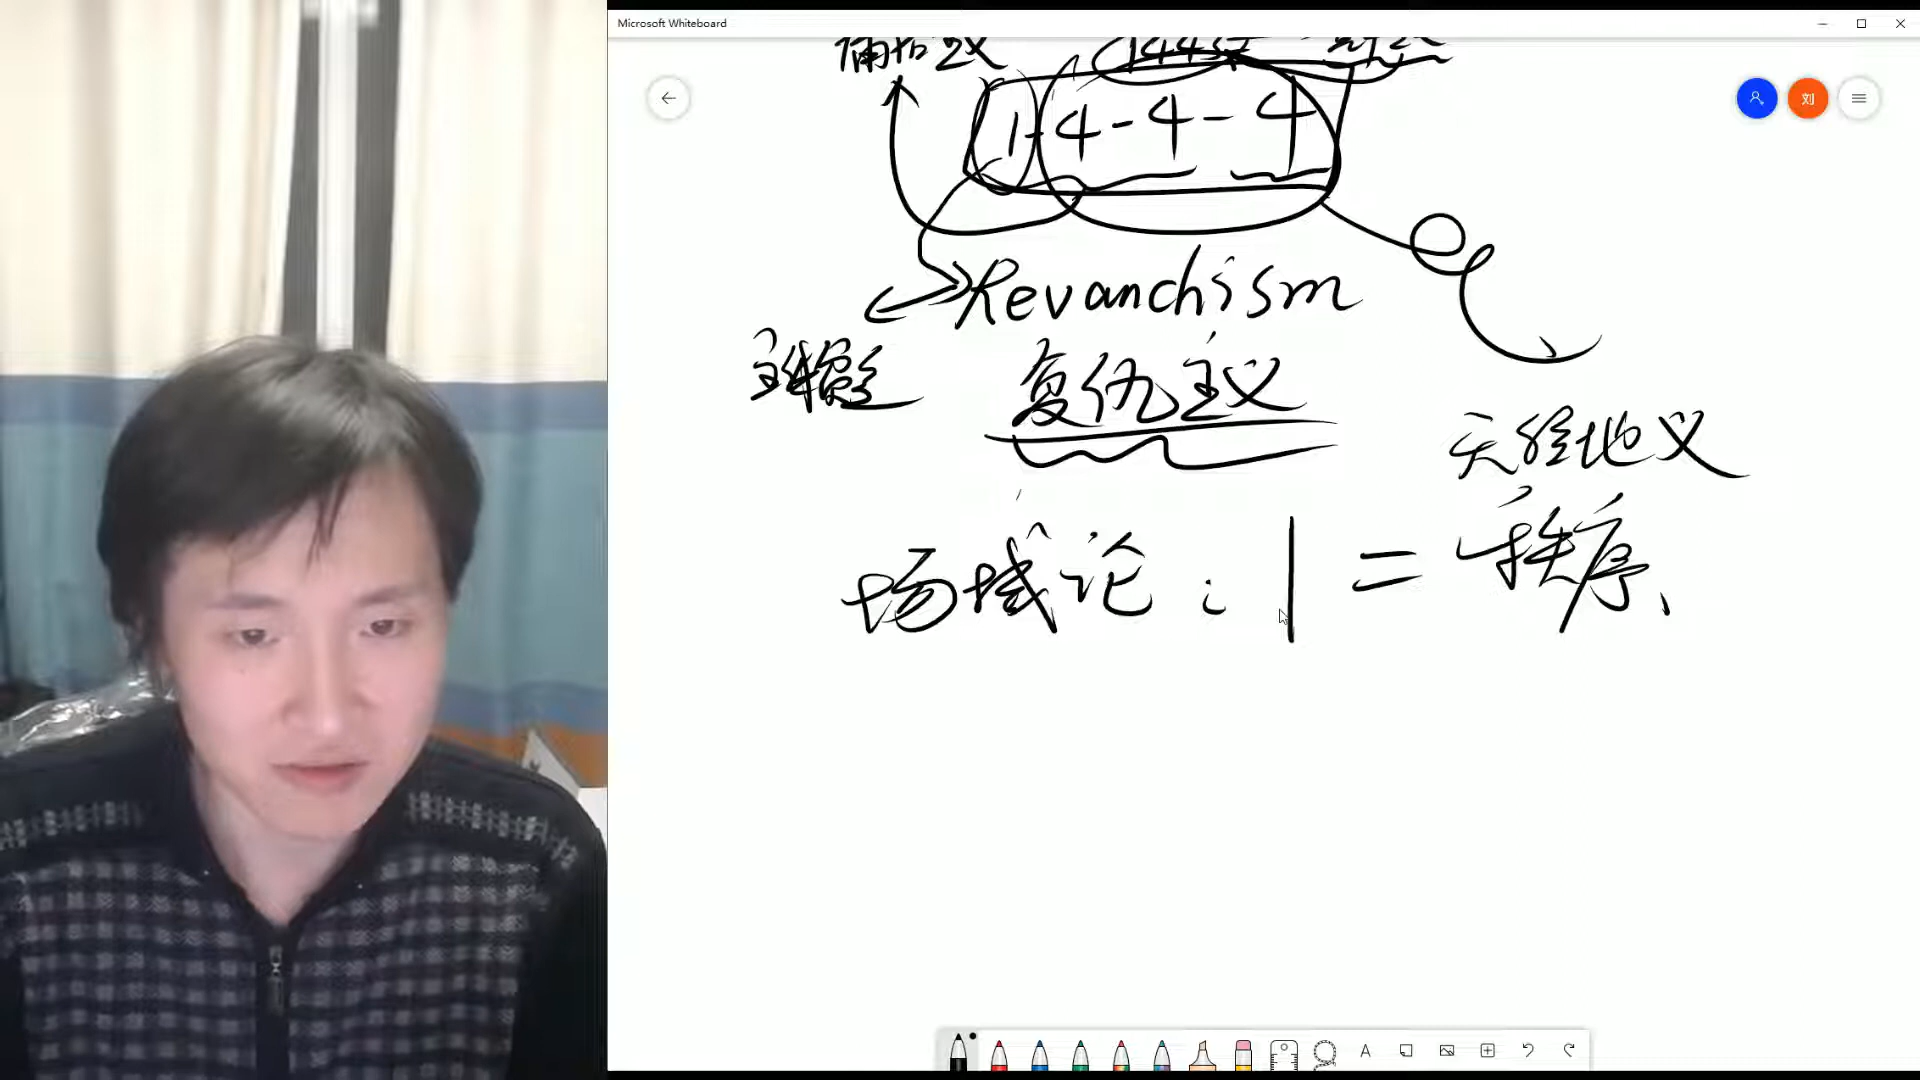 Microsoft Whiteboard
刘
1-4-4-4
Revanchism
复仇主义
天经地义
场域论：1 = 秩序、
A